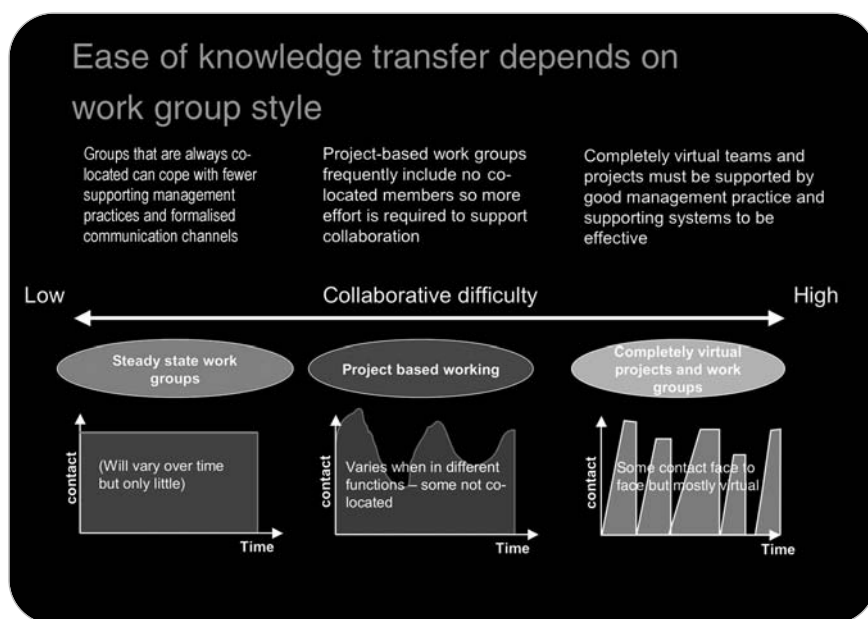 Ease of knowledge transfer depends on
work group style
Groups that are always co-
located can cope with fewer
supporting management
practices and formalised
communication channels
Project-based work groups
frequently include no co-
located members so more
effort is required to support
collaboration
Completely virtual teams and
projects must be supported by
good management practice and
supporting systems to be
effective
Low
Collaborative difficulty
High
Steady state work
groups
Project based working
Completely virtual
projects and work
groups
contact
(Will vary over time
but only little)
Time
contact
Varies when in different
functions – some not co-
located
Time
contact
Some contact face to
face but mostly virtual
Time